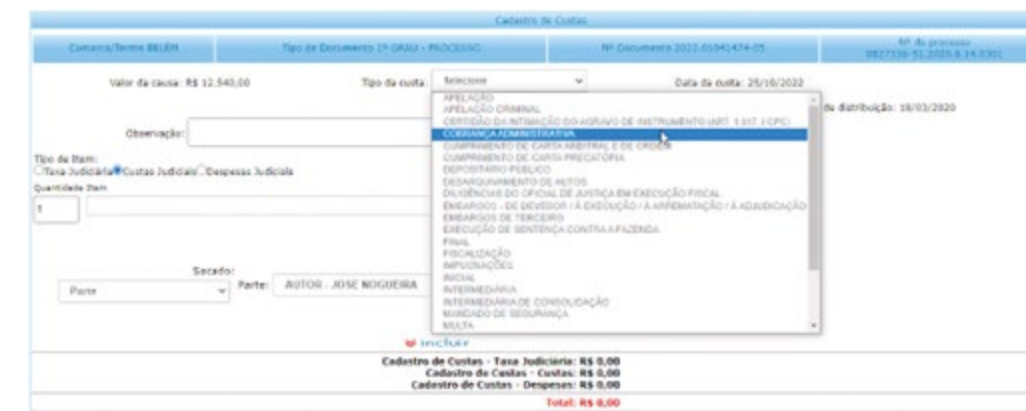 Cadastro de Custas
Comarca/Termo BELÉM
Tipo de Documento 1º GRAU - PROCESSO
Nº Documento 2022.01041474-05
Nº do processo
Valor da causa: R$ 12.540,00
Tipo da custa:
Selecione
Data da custa: 25/10/2022
de distribuição: 18/03/2020
Observação:
APELAÇÃO
APELAÇÃO CRIMINAL
CERTIDÃO DA INTIMAÇÃO DO AGRAVO DE INSTRUMENTO (ART. 1.017, I CPC)
COBRANÇA ADMINISTRATIVA
CUMPRIMENTO DE CARTA ARBITRAL E DE ORDEM
CUMPRIMENTO DE CARTA PRECATÓRIA
DEPOSITÁRIO PÚBLICO
DESARQUIVAMENTO DE AUTOS
DILIGÊNCIAS DO OFICIAL DE JUSTIÇA EM EXECUÇÃO FISCAL
EMBARGOS - DE DEVEDOR / À EXECUÇÃO / À ARREMATAÇÃO / À ADJUDICAÇÃO
EMBARGOS DE TERCEIRO
EXECUÇÃO DE SENTENÇA CONTRA A FAZENDA
FINAL
FISCALIZAÇÃO
IMPUGNAÇÕES
INICIAL
INTERMEDIÁRIA
INTERMEDIÁRIA DE CONSOLIDAÇÃO
MANDADO DE SEGURANÇA
MULTA
Tipo de Item:
Taxa Judiciária Custas Judiciais Despesas Judiciais
Quantidade Item
1
Sacado:
Parte
Parte:
AUTOR - JOSE NOGUEIRA
incluir
Cadastro de Custas - Taxa Judiciária: R$ 0,00
Cadastro de Custas - Custas: R$ 0,00
Cadastro de Custas - Despesas: R$ 0,00
Total: R$ 0,00